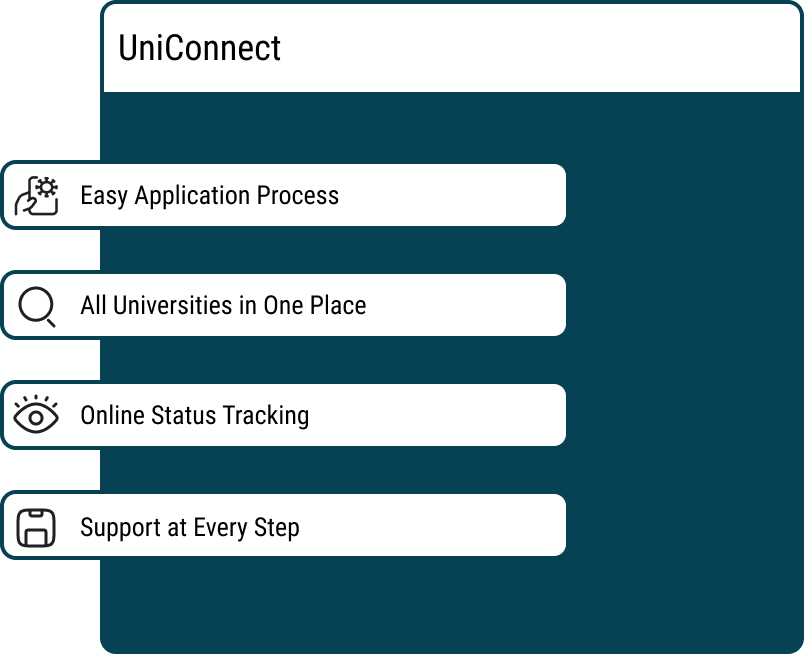 UniConnect
Easy Application Process
All Universities in One Place
Online Status Tracking
Support at Every Step